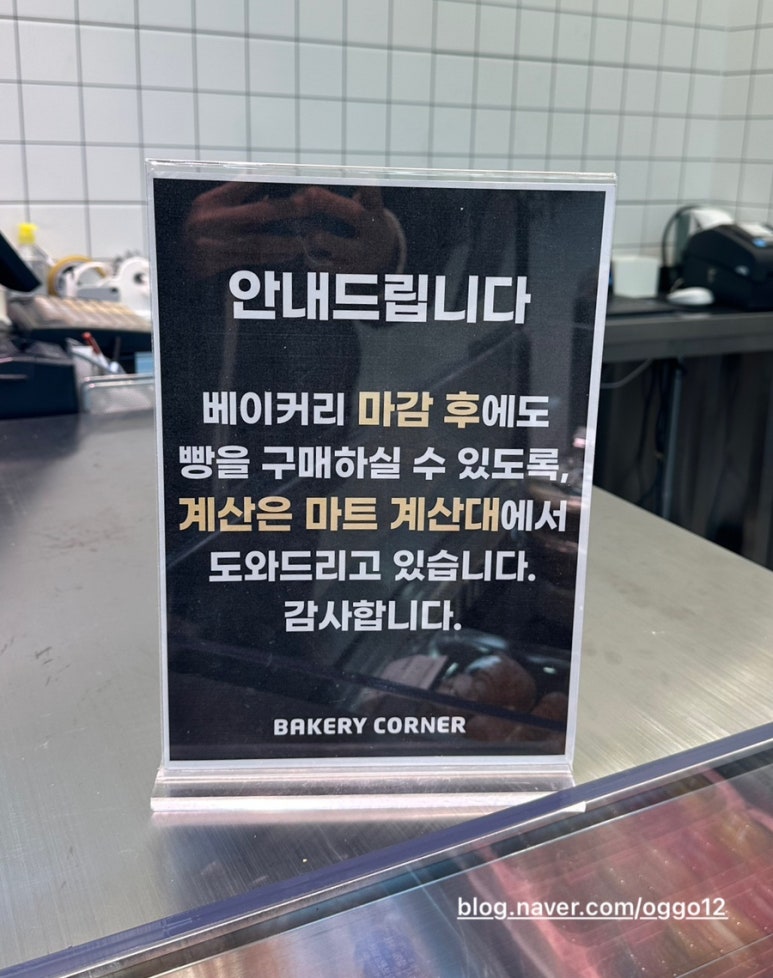 안내드립니다
베이커리 마감 후에도
빵을 구매하실 수 있도록,
계산은 마트 계산대에서
도와드리고 있습니다.
감사합니다.
BAKERY CORNER
blog.naver.com/oggo12